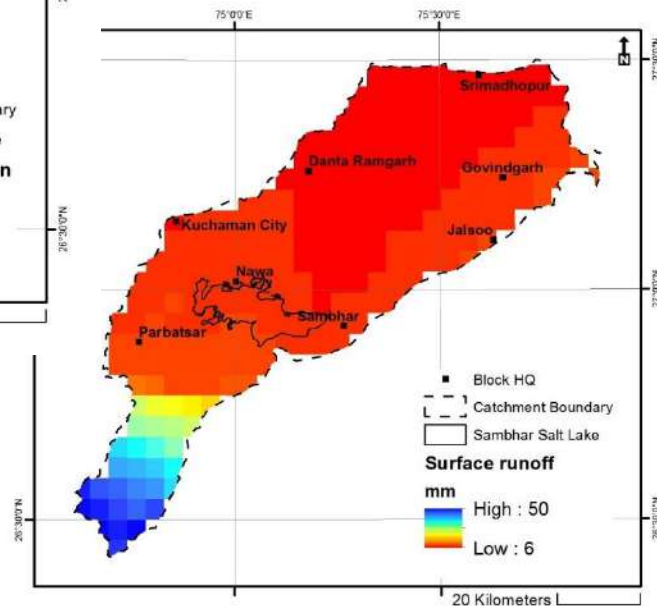 75°0'0"E
75°30'0"E
N
Srimadhopur
Danta Ramgarh
Govindgarh
Kuchaman City
Jalsoo
Nawa
Sambhar
Parbatsar
ary
n
26°30'0"N
26°30'0"N
Block HQ
Catchment Boundary
Sambhar Salt Lake
Surface runoff
mm
High : 50
Low : 6
20 Kilometers